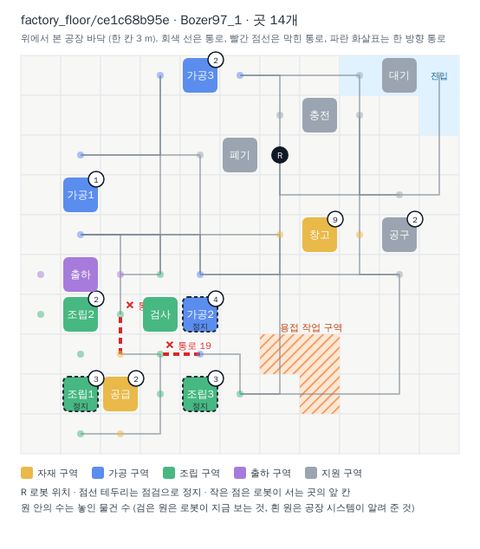 factory_floor/ce1c68b95e · Bozer97_1 · 곳 14개
위에서 본 공장 바닥 (한 칸 3 m). 회색 선은 통로, 빨간 점선은 막힌 통로, 파란 화살표는 한 방향 통로
가공3 2
대기
진입
충전
폐기
R
가공1 1
창고 9
공구 2
출하
조립2 2
✖
검사
가공2 4
정지
용접 작업 구역
✖ 통로 19
조립1 3
정지
공급 2
조립3 3
정지
자재 구역 가공 구역 조립 구역 출하 구역 지원 구역
R 로봇 위치 · 점선 테두리는 점검으로 정지 · 작은 점은 로봇이 서는 곳의 앞 칸
원 안의 수는 놓인 물건 건수 (검은 원은 로봇이 지금 보는 것, 흰 원은 공장 시스템이 알려 준 것)